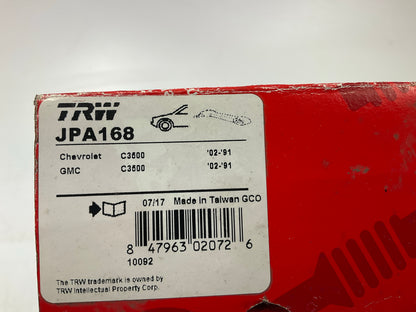 TRW
JPA168
Chevrolet C3500 '02-'91
GMC C3500 '02-'91
07/17 Made in Taiwan GCO
8 47963 02072 6
10092
The TRW trademark is owned by
TRW Intellectual Property Corp.